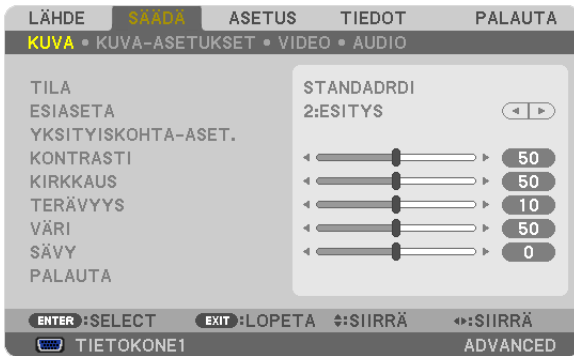 LÄHDE SÄÄDÄ ASETUS TIEDOT PALAUTA
KUVA • KUVA-ASETUKSET • VIDEO • AUDIO
TILA STANDADRDI
ESIASETA 2:ESITYS
YKSITYISKOHTA-ASET.
KONTRASTI 50
KIRKKAUS 50
TERÄVYYS 10
VÄRI 50
SÄVY 0
PALAUTA
ENTER :SELECT EXIT :LOPETA :SIIRRÄ :SIIRRÄ
TIETOKONE1 ADVANCED